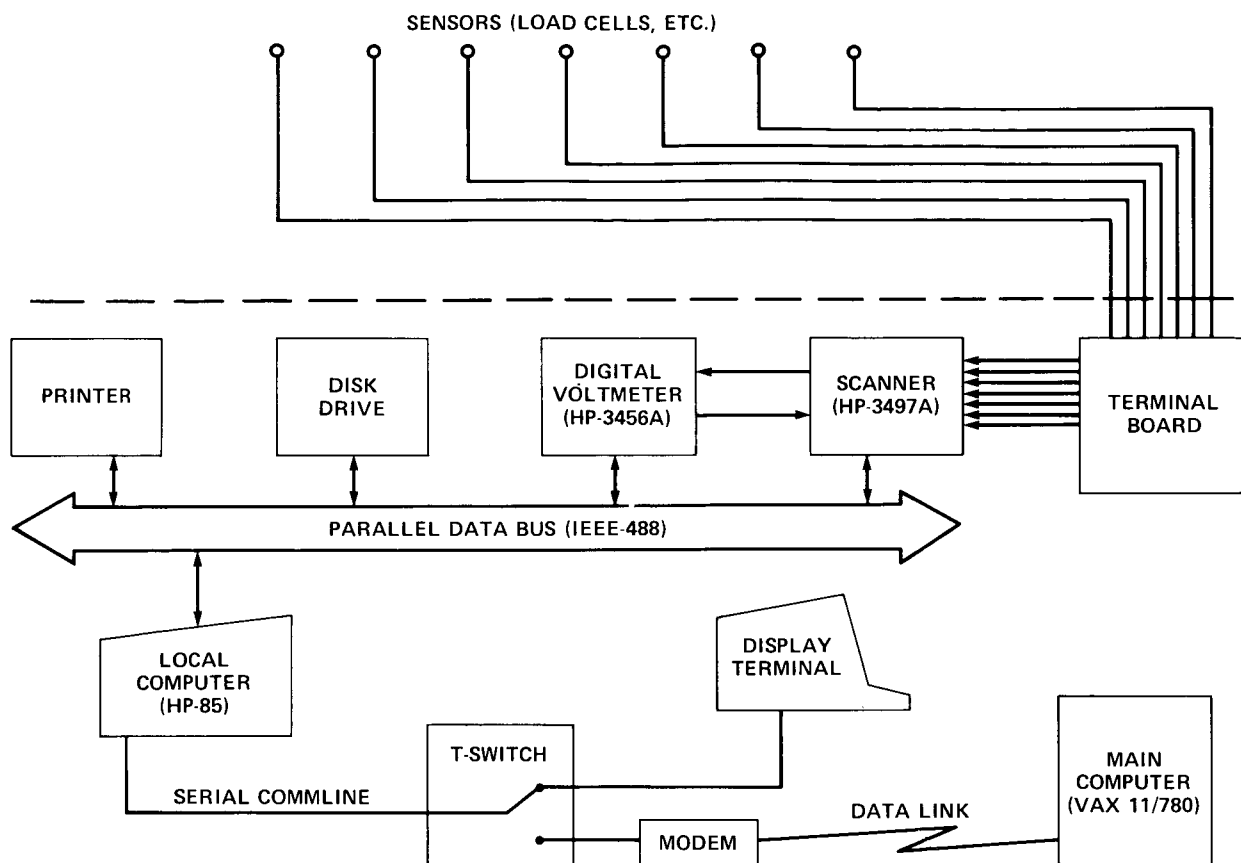 SENSORS (LOAD CELLS, ETC.)
PRINTER
DISK
DRIVE
DIGITAL
VOLTMETER
(HP-3456A)
SCANNER
(HP-3497A)
TERMINAL
BOARD
PARALLEL DATA BUS (IEEE-488)
LOCAL
COMPUTER
(HP-85)
DISPLAY
TERMINAL
T-SWITCH
SERIAL COMMLINE
MODEM
DATA LINK
MAIN
COMPUTER
(VAX 11/780)